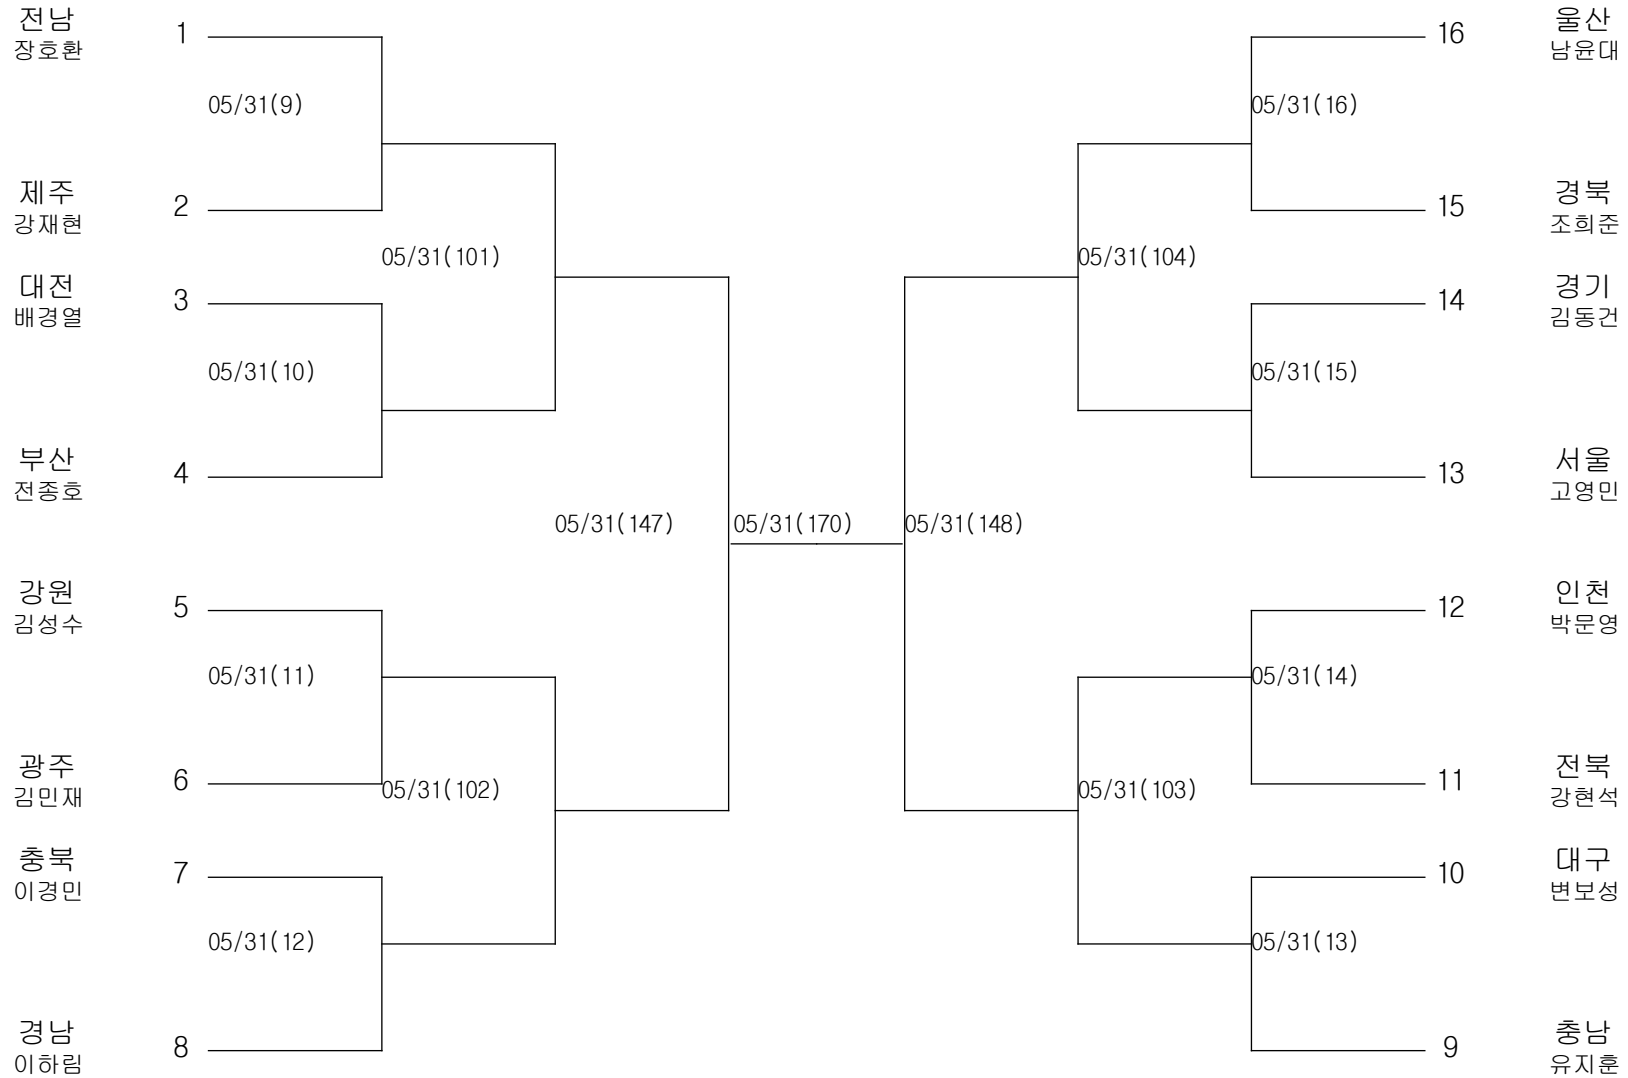 전남
장호환
1
05/31(9)
제주
강재현
2
05/31(101)
대전
배경열
3
05/31(10)
부산
전종호
4
05/31(147)
강원
김성수
5
05/31(11)
광주
김민재
6
05/31(102)
충북
이경민
7
05/31(12)
경남
이하림
8
05/31(170)
16
울산
남윤대
05/31(16)
15
경북
조희준
05/31(104)
14
경기
김동건
05/31(15)
13
서울
고영민
05/31(148)
12
인천
박문영
05/31(14)
11
전북
강현석
05/31(103)
10
대구
변보성
05/31(13)
9
충남
유지훈